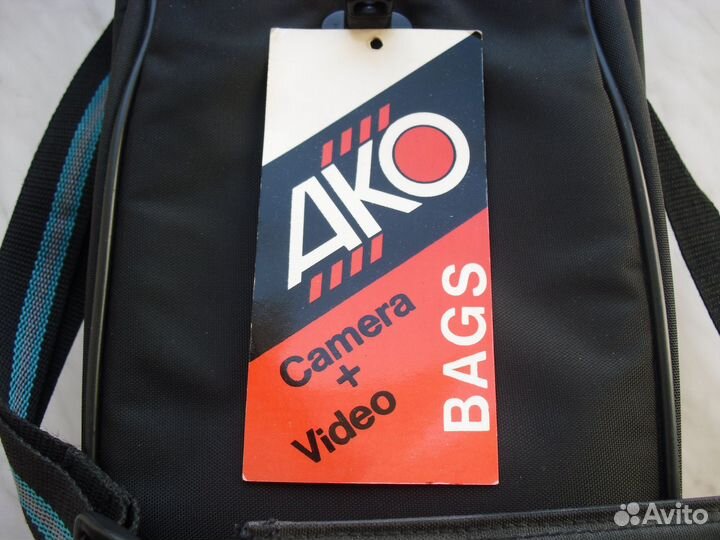 AKO
Camera
+
Video
BAGS
Avito